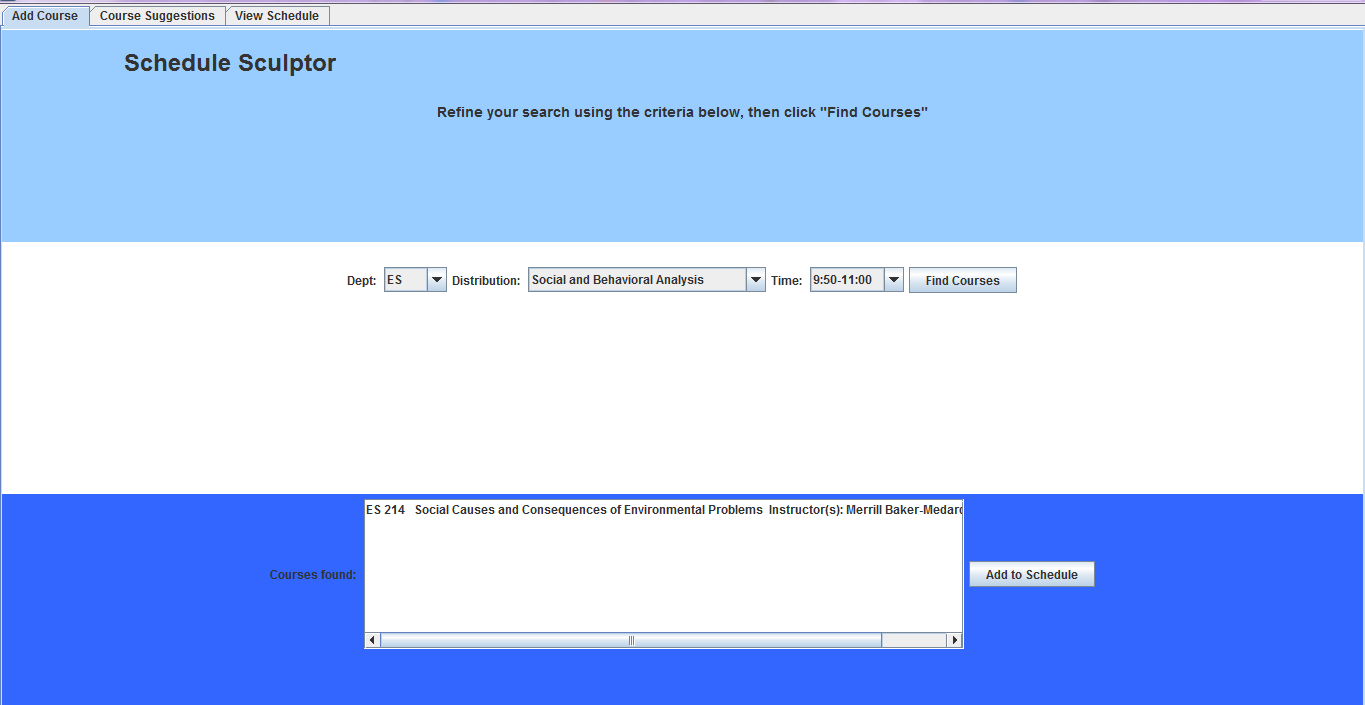 Add Course Course Suggestions View Schedule
Schedule Sculptor
Refine your search using the criteria below, then click "Find Courses"
Dept: ES Distribution: Social and Behavioral Analysis Time: 9:50-11:00 Find Courses
ES 214 Social Causes and Consequences of Environmental Problems Instructor(s): Merrill Baker-Medard
Courses found:
Add to Schedule